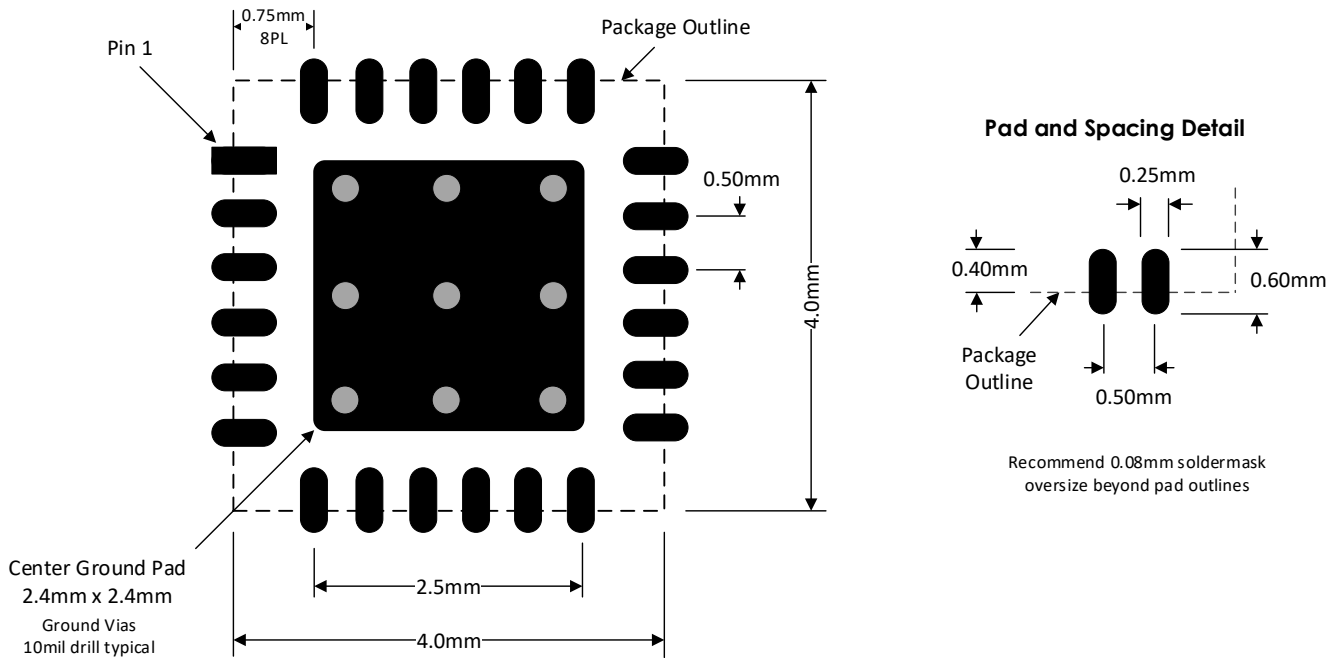 0.75mm
8PL
Package Outline
Pin 1
Pad and Spacing Detail
0.50mm
0.25mm
4.0mm
0.40mm
0.60mm
Package
Outline
0.50mm
Recommend 0.08mm soldermask
oversize beyond pad outlines
Center Ground Pad
2.4mm x 2.4mm
Ground Vias
10mil drill typical
2.5mm
4.0mm